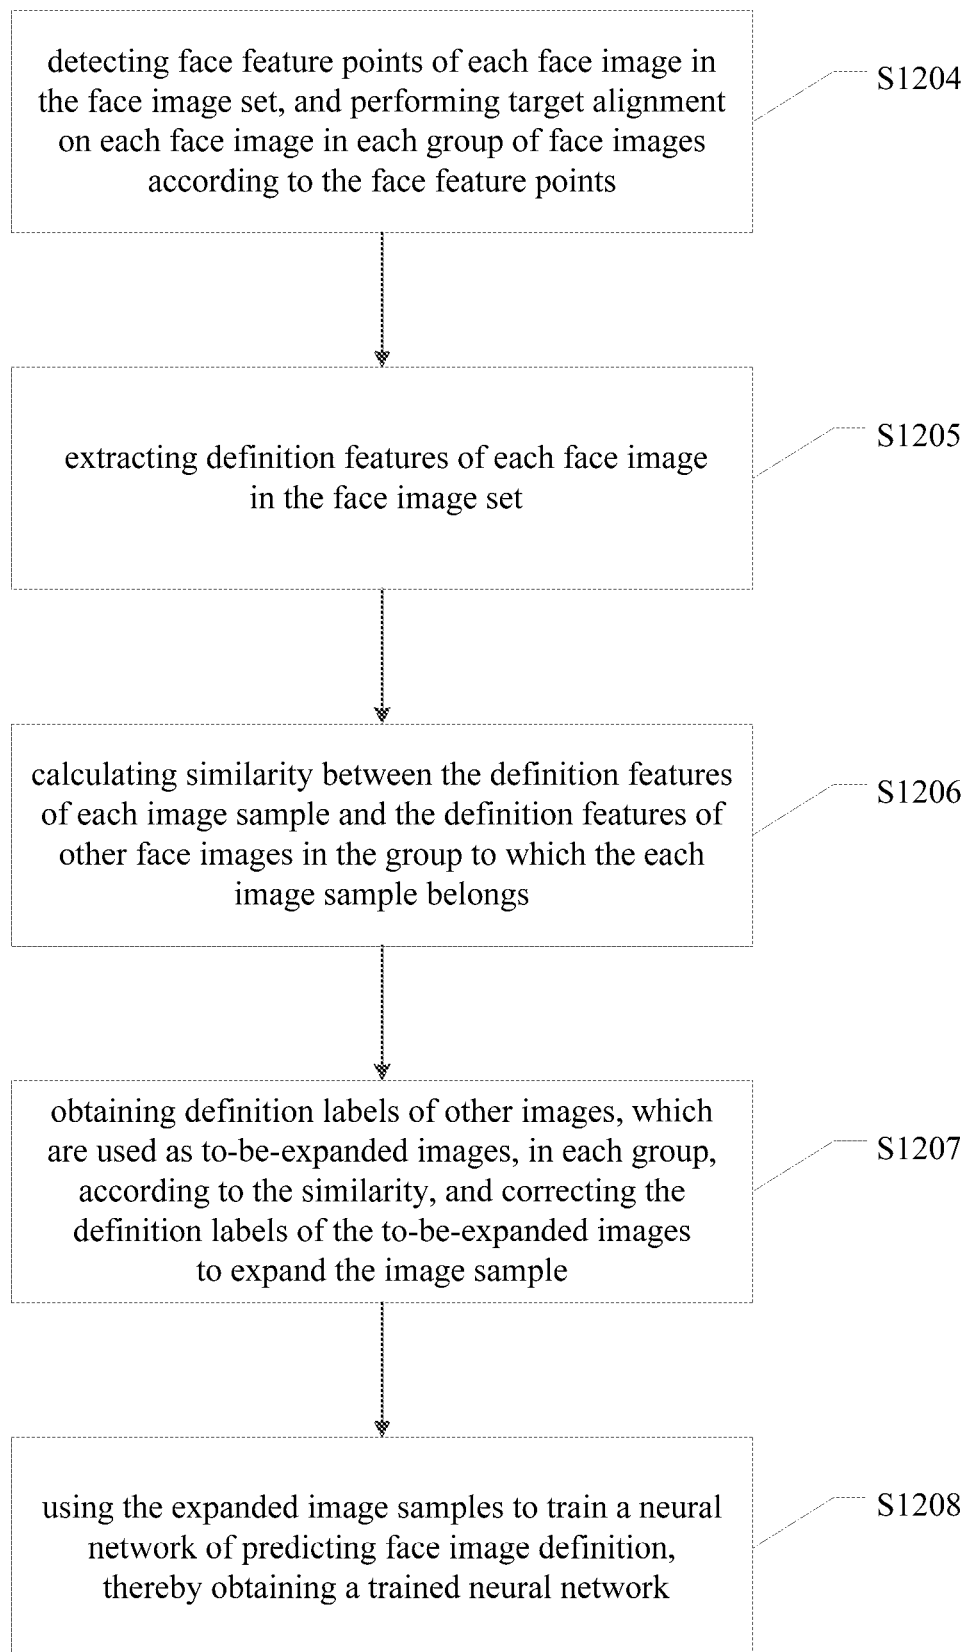 detecting face feature points of each face image in
the face image set, and performing target alignment
on each face image in each group of face images
according to the face feature points
S1204
extracting definition features of each face image
in the face image set
S1205
calculating similarity between the definition features
of each image sample and the definition features of
other face images in the group to which the each
image sample belongs
S1206
obtaining definition labels of other images, which
are used as to-be-expanded images, in each group,
according to the similarity, and correcting the
definition labels of the to-be-expanded images
to expand the image sample
S1207
using the expanded image samples to train a neural
network of predicting face image definition,
thereby obtaining a trained neural network
S1208